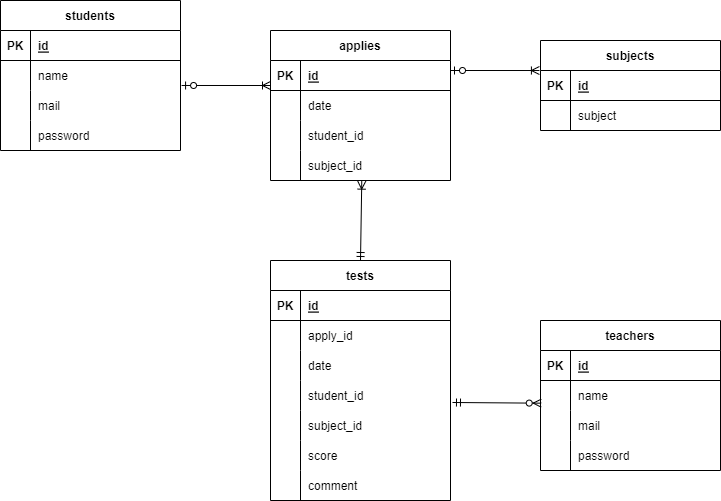 students
PK id
name
mail
password
applies
PK id
date
student_id
subject_id
subjects
PK id
subject
tests
PK id
apply_id
date
student_id
subject_id
score
comment
teachers
PK id
name
mail
password